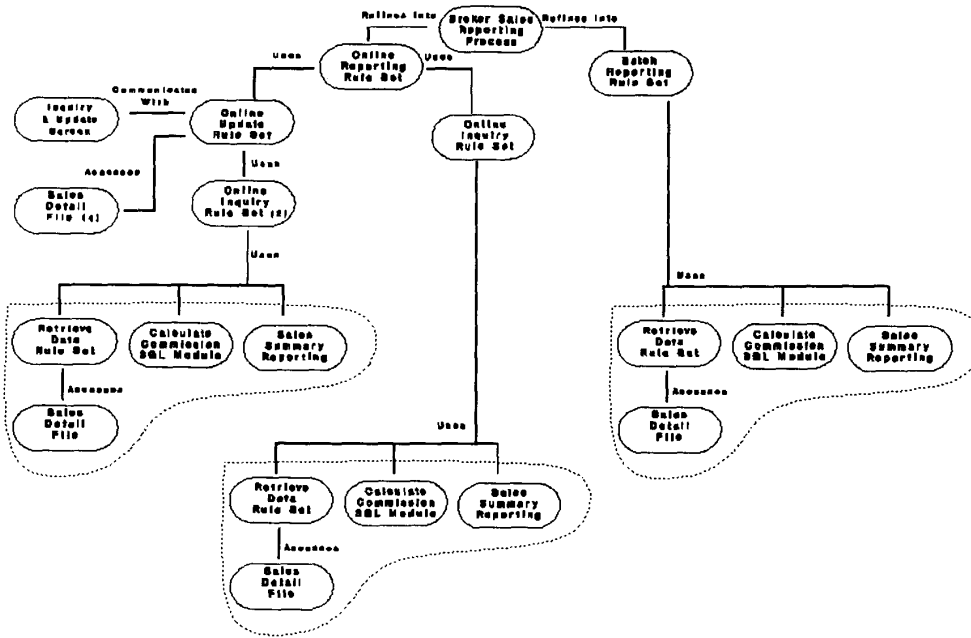 Refines Into
Broker Sales
Reporting
Process
Refines Into
Uses
Online
Reporting
Rule Set
Uses
Batch
Reporting
Rule Set
Communicates
With
Inquiry
& Update
Screen
Online
Update
Rule Set
Online
Inquiry
Rule Set
Accesses
Uses
Sales
Detail
File (4)
Online
Inquiry
Rule Set (2)
Uses
Uses
Retrieve
Data
Rule Set
Calculate
Commission
SQL Module
Sales
Summary
Reporting
Retrieve
Data
Rule Set
Calculate
Commission
SQL Module
Sales
Summary
Reporting
Accesses
Sales
Detail
File
Accesses
Sales
Detail
File
Uses
Retrieve
Data
Rule Set
Calculate
Commission
SQL Module
Sales
Summary
Reporting
Accesses
Sales
Detail
File